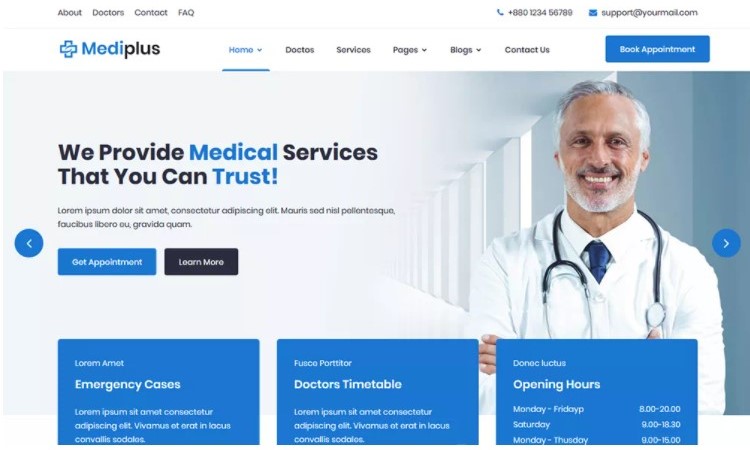 About Doctors Contact FAQ +880 1234 56789 support@yourmail.com
Mediplus Home Doctos Services Pages Blogs Contact Us Book Appointment
We Provide Medical Services
That You Can Trust!
Lorem ipsum dolor sit amet, consectetur adipiscing elit. Mauris sed nisl pellentesque,
faucibus libero eu, gravida quam.
Get Appointment Learn More
Lorem Amet
Emergency Cases
Lorem ipsum sit amet consectetur
adipiscing elit. Vivamus et erat in lacus
convallis sodales.
Fusce Porttitor
Doctors Timetable
Lorem ipsum sit amet consectetur
adipiscing elit. Vivamus et erat in lacus
convallis sodales.
Donec luctus
Opening Hours
Monday - Fridayp 8.00-20.00
Saturday 9.00-18.30
Monday - Thusday 9.00-15.00